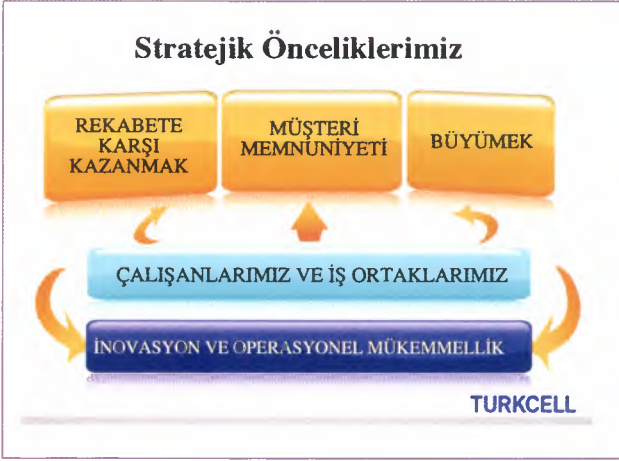 Stratejik Önceliklerimiz
REKABETE
KARŞI
KAZANMAK
MÜŞTERİ
MEMNUNİYETİ
BÜYÜMEK
ÇALIŞANLARIMIZ VE İŞ ORTAKLARIMIZ
İNOVASYON VE OPERASYONEL MÜKEMMELLİK
TURKCELL